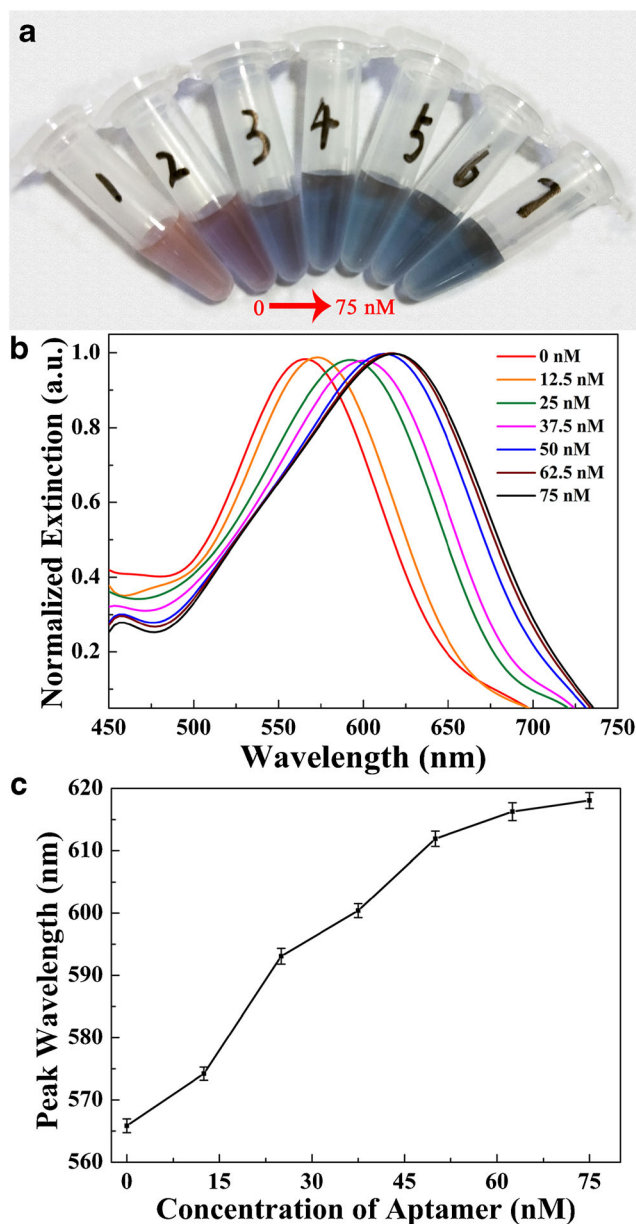 a
1 2 3 4 5 6 7
0 75 nM
b
Normalized Extinction (a.u.)
1.0
0.8
0.6
0.4
0.2
0 nM
12.5 nM
25 nM
37.5 nM
50 nM
62.5 nM
75 nM
450 500 550 600 650 700 750
Wavelength (nm)
c
Peak Wavelength (nm)
620
610
600
590
580
570
560
0 15 30 45 60 75
Concentration of Aptamer (nM)